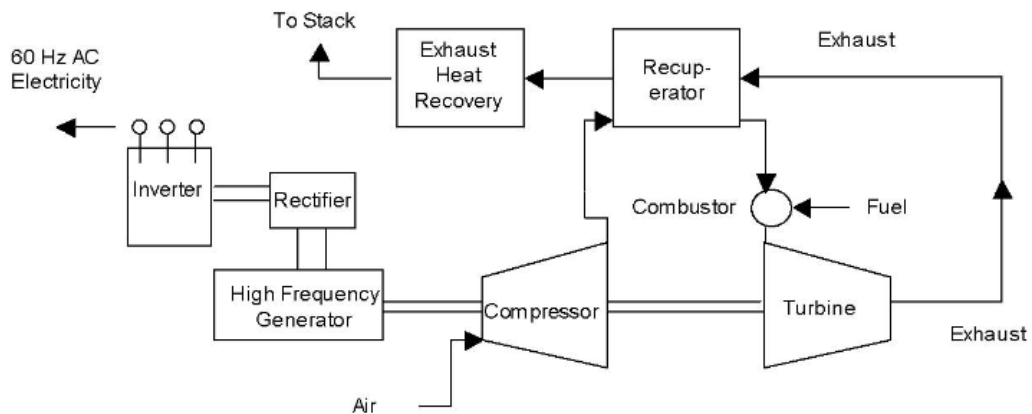 To Stack
60 Hz AC
Electricity
Exhaust
Heat
Recovery
Recup-
erator
Exhaust
Inverter
Rectifier
Combustor
Fuel
High Frequency
Generator
Compressor
Turbine
Exhaust
Air